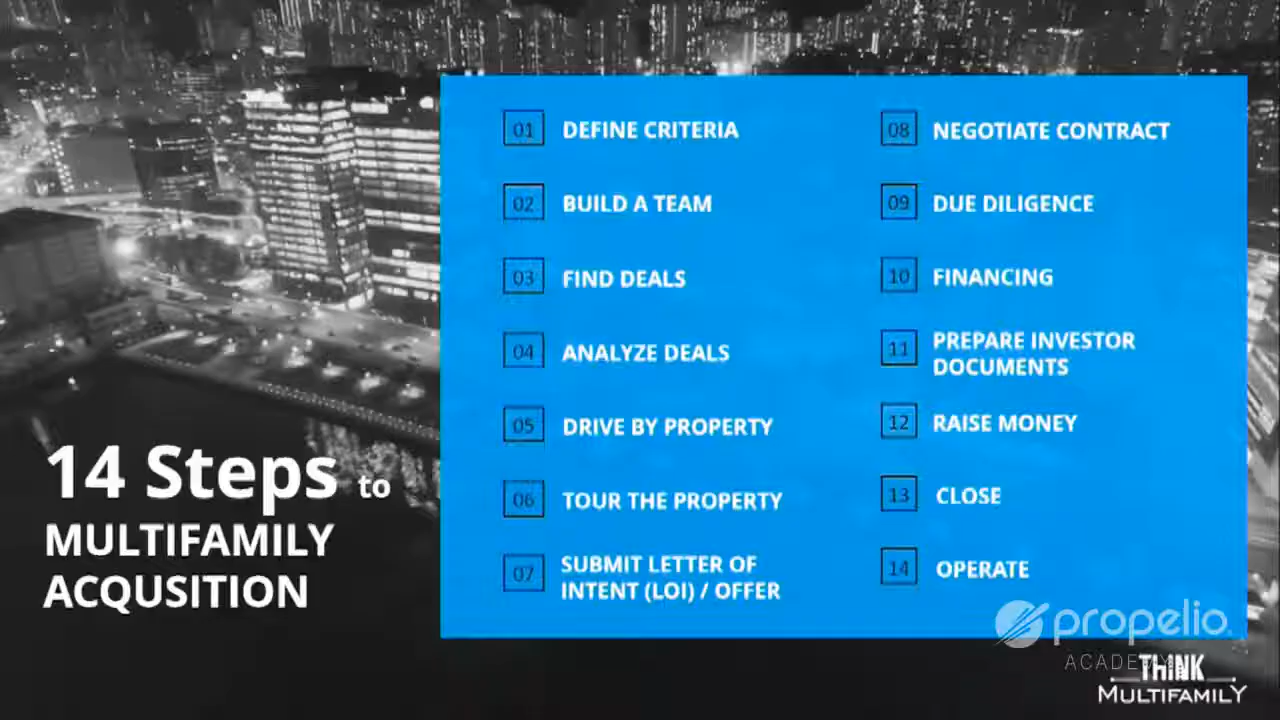 14 Steps to
MULTIFAMILY
ACQUSITION
01 DEFINE CRITERIA
02 BUILD A TEAM
03 FIND DEALS
04 ANALYZE DEALS
05 DRIVE BY PROPERTY
06 TOUR THE PROPERTY
07 SUBMIT LETTER OF
INTENT (LOI) / OFFER
08 NEGOTIATE CONTRACT
09 DUE DILIGENCE
10 FINANCING
11 PREPARE INVESTOR
DOCUMENTS
12 RAISE MONEY
13 CLOSE
14 OPERATE
propelio
ACADEMY
THiNK
MULTIFAMILY